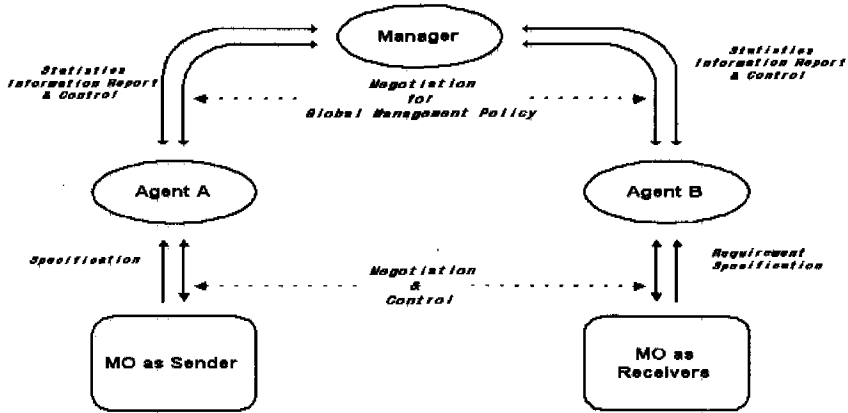 Manager
Statistics
Information Report
& Control
Statistics
Information Report
& Control
Negotiation
for
Global Management Policy
Agent A
Agent B
Specification
Requirement
Specification
Negotiation
&
Control
MO as Sender
MO as
Receivers